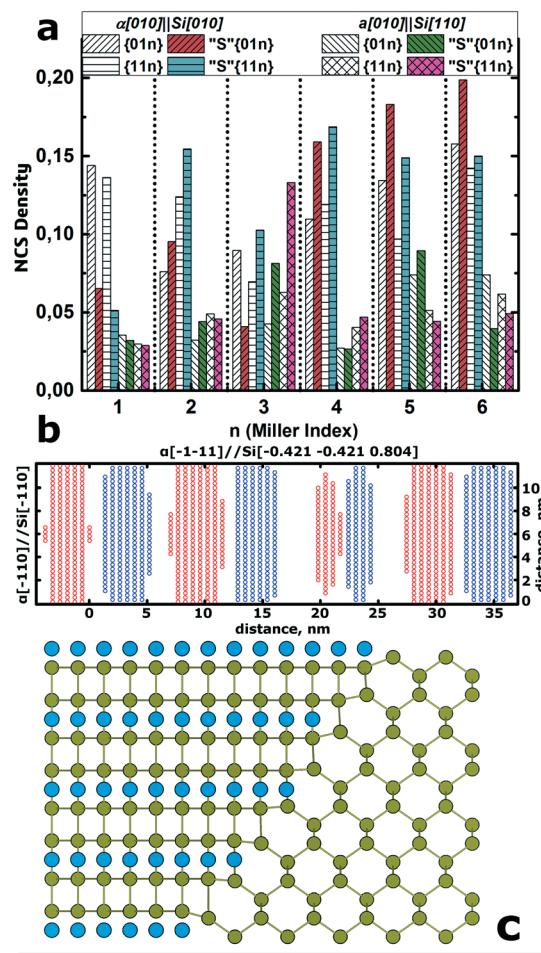 a
α[010]||Si[010] a[010]||Si[110]
{01n} "S"{01n} {01n} "S"{01n}
{11n} "S"{11n} {11n} "S"{11n}
0,20
0,15
0,10
0,05
0,00
NCS Density
1 2 3 4 5 6
n (Miller Index)
b
α[-1-11]//Si[-0.421 -0.421 0.804]
α[-110]//Si[-110]
10
8
6
4
2
0
distance, nm
0 5 10 15 20 25 30 35
distance, nm
c